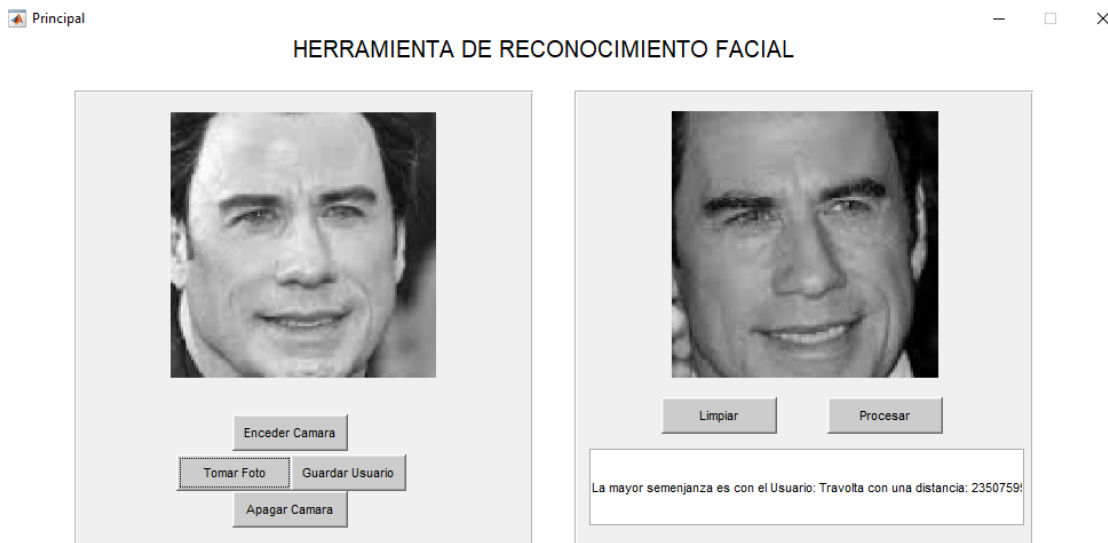 Principal
HERRAMIENTA DE RECONOCIMIENTO FACIAL
Enceder Camara
Tomar Foto
Guardar Usuario
Apagar Camara
Limpiar
Procesar
La mayor semenjanza es con el Usuario: Travolta con una distancia: